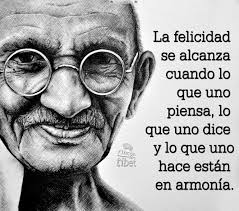 La felicidad
se alcanza
cuando lo
que uno
piensa, lo
que uno dice
y lo que uno
hace están
en armonía.
tibet